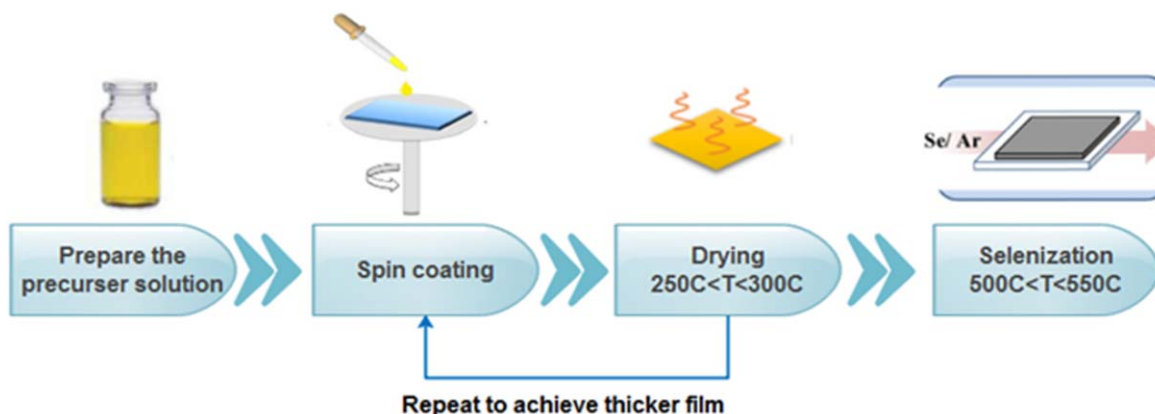 Se/ Ar
Prepare the
precurser solution
Spin coating
Drying
250C<T<300C
Selenization
500C<T<550C
Repeat to achieve thicker film